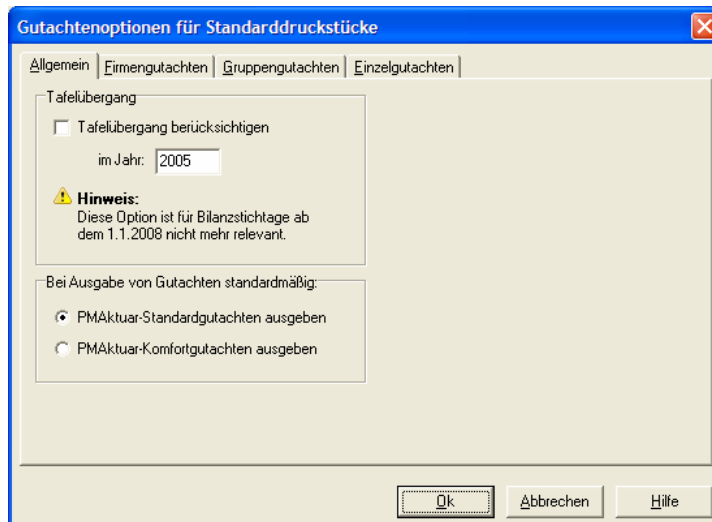 Gutachtenoptionen für Standarddruckstücke
Allgemein Firmengutachten Gruppengutachten Einzelgutachten
Tafelübergang
Tafelübergang berücksichtigen
im Jahr: 2005
Hinweis:
Diese Option ist für Bilanzstichtage ab
dem 1.1.2008 nicht mehr relevant.
Bei Ausgabe von Gutachten standardmäßig:
PMAktuar-Standardgutachten ausgeben
PMAktuar-Komfortgutachten ausgeben
Ok Abbrechen Hilfe